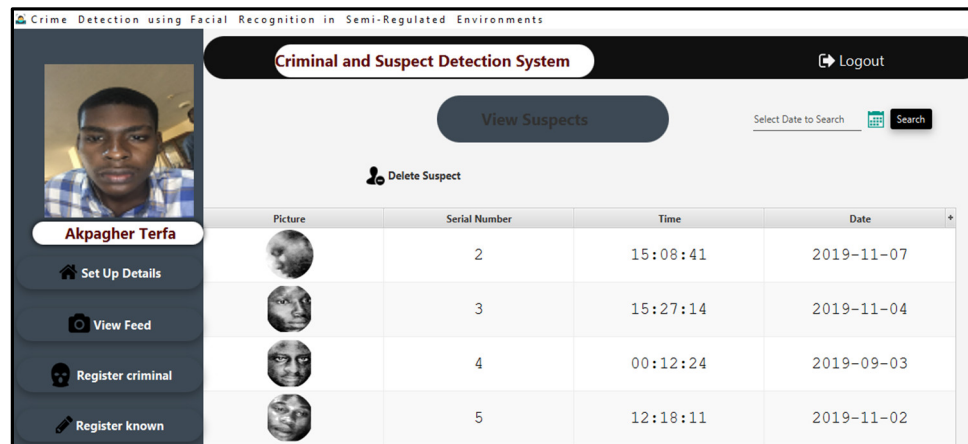 Crime Detection using Facial Recognition in Semi-Regulated Environments
Criminal and Suspect Detection System
Logout
View Suspects
Select Date to Search
Search
Delete Suspect
Akpagher Terfa
Set Up Details
View Feed
Register criminal
Register known
Picture Serial Number Time Date +
2 15:08:41 2019-11-07
3 15:27:14 2019-11-04
4 00:12:24 2019-09-03
5 12:18:11 2019-11-02